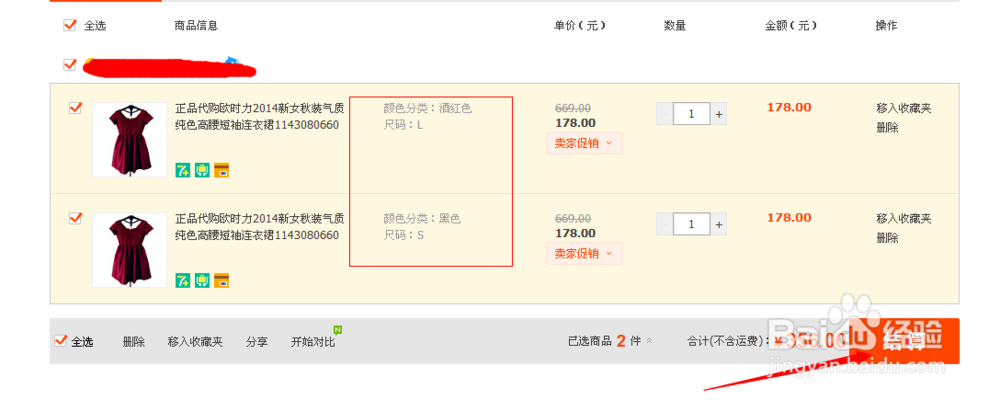 全选 商品信息 单价（元） 数量 金额（元） 操作
正品代购欧时力2014新女秋装气质 颜色分类：酒红色 669.00 1 + 178.00 移入收藏夹
纯色高腰短袖连衣裙1143080660 尺码：L 178.00 删除
卖家促销
7+
正品代购欧时力2014新女秋装气质 颜色分类：黑色 669.00 1 + 178.00 移入收藏夹
纯色高腰短袖连衣裙1143080660 尺码：S 178.00 删除
卖家促销
7+
N
全选 删除 移入收藏夹 分享 开始对比 已选商品 2 件 合计(不含运费)：¥356.00 结算
Baidu 经验
jingyan.baidu.com